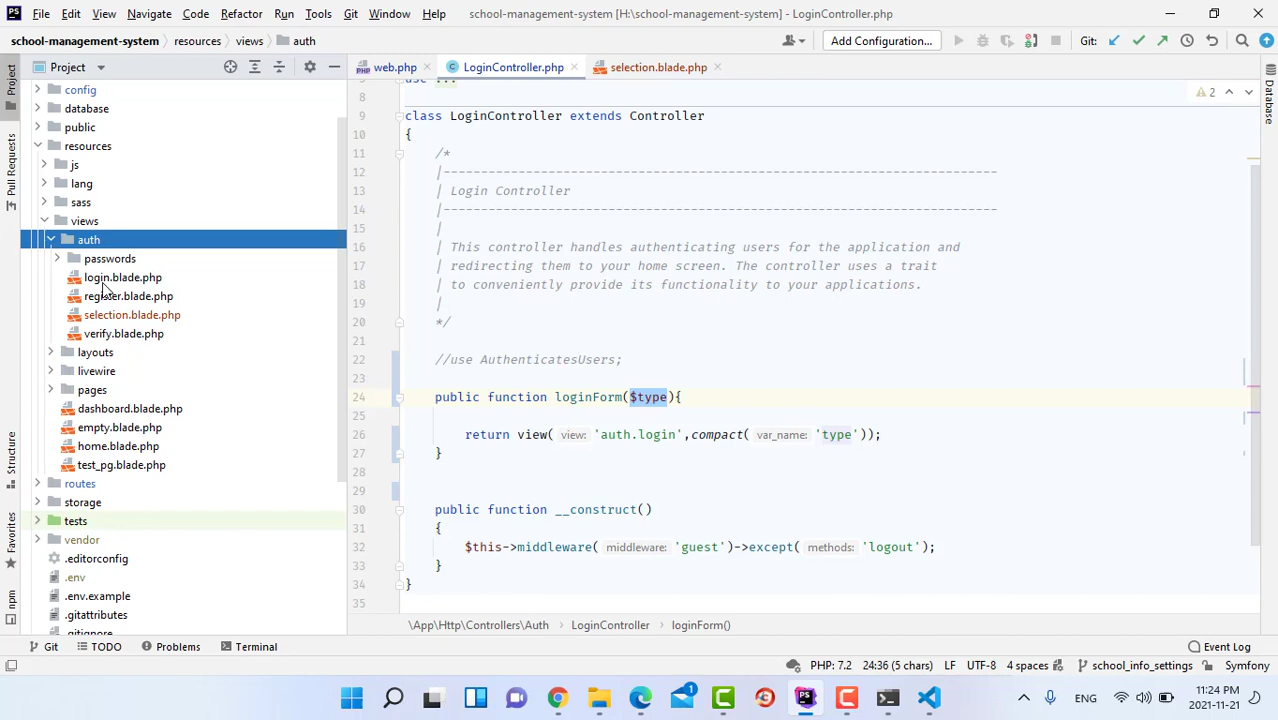 PS File Edit View Navigate Code Refactor Run Tools Git Window Help school-management-system [H:\school-management-system] - LoginController.php
school-management-system resources views auth Add Configuration... Git:
Project web.php LoginController.php selection.blade.php
Project
Pull Requests
Structure
Favorites
npm
Database
config
database
public
resources
js
lang
sass
views
auth
passwords
login.blade.php
register.blade.php
selection.blade.php
verify.blade.php
layouts
livewire
pages
dashboard.blade.php
empty.blade.php
home.blade.php
test_pg.blade.php
routes
storage
tests
vendor
.editorconfig
.env
.env.example
.gitattributes
.gitignore
2
use ...
8
9 class LoginController extends Controller
10 {
11 /*
12 |--------------------------------------------------------------------------
13 | Login Controller
14 |--------------------------------------------------------------------------
15 |
16 | This controller handles authenticating users for the application and
17 | redirecting them to your home screen. The controller uses a trait
18 | to conveniently provide its functionality to your applications.
19 |
20 */
21
22 //use AuthenticatesUsers;
23
24 public function loginForm($type){
25
26 return view( view: 'auth.login',compact( var_name: 'type'));
27 }
28
29
30 public function __construct()
31 {
32 $this->middleware( middleware: 'guest')->except( methods: 'logout');
33 }
34 }
35
\App\Http\Controllers\Auth LoginController loginForm()
Git TODO Problems Terminal Event Log
PHP: 7.2 24:36 (5 chars) LF UTF-8 4 spaces school_info_settings Symfony
1 PS ENG 11:24 PM
2021-11-21